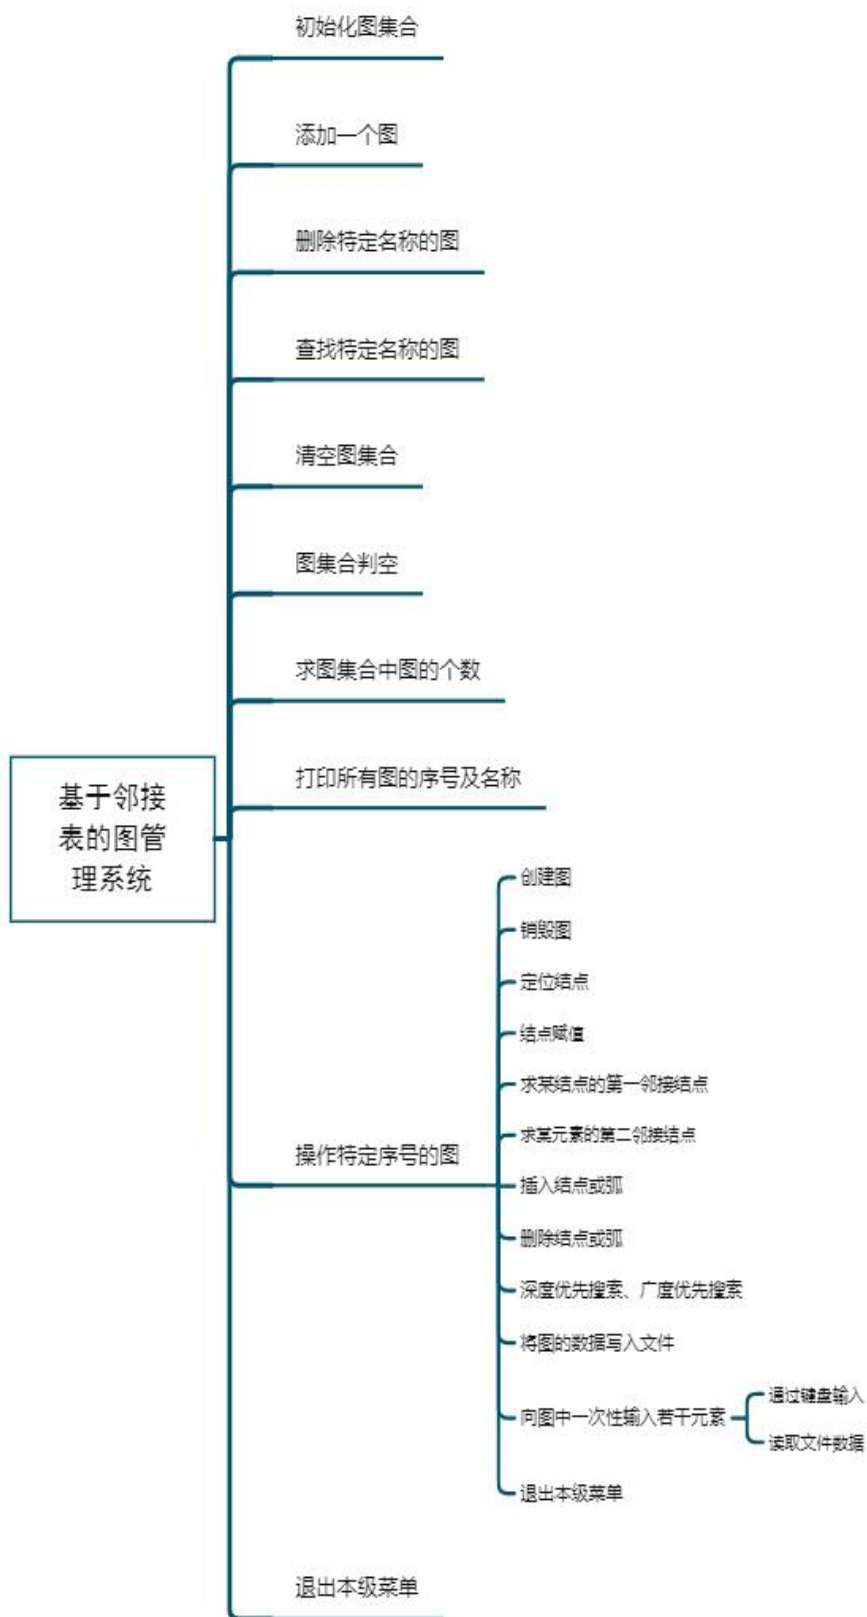 初始化图集合
添加一个图
删除特定名称的图
查找特定名称的图
清空图集合
图集合判空
求图集合中图的个数
打印所有图的序号及名称
基于邻接
表的图管
理系统
创建图
销毁图
定位结点
结点赋值
求某结点的第一邻接结点
求某元素的第二邻接结点
操作特定序号的图
插入结点或弧
删除结点或弧
深度优先搜索、广度优先搜索
将图的数据写入文件
向图中一次性输入若干元素
通过键盘输入
读取文件数据
退出本级菜单
退出本级菜单